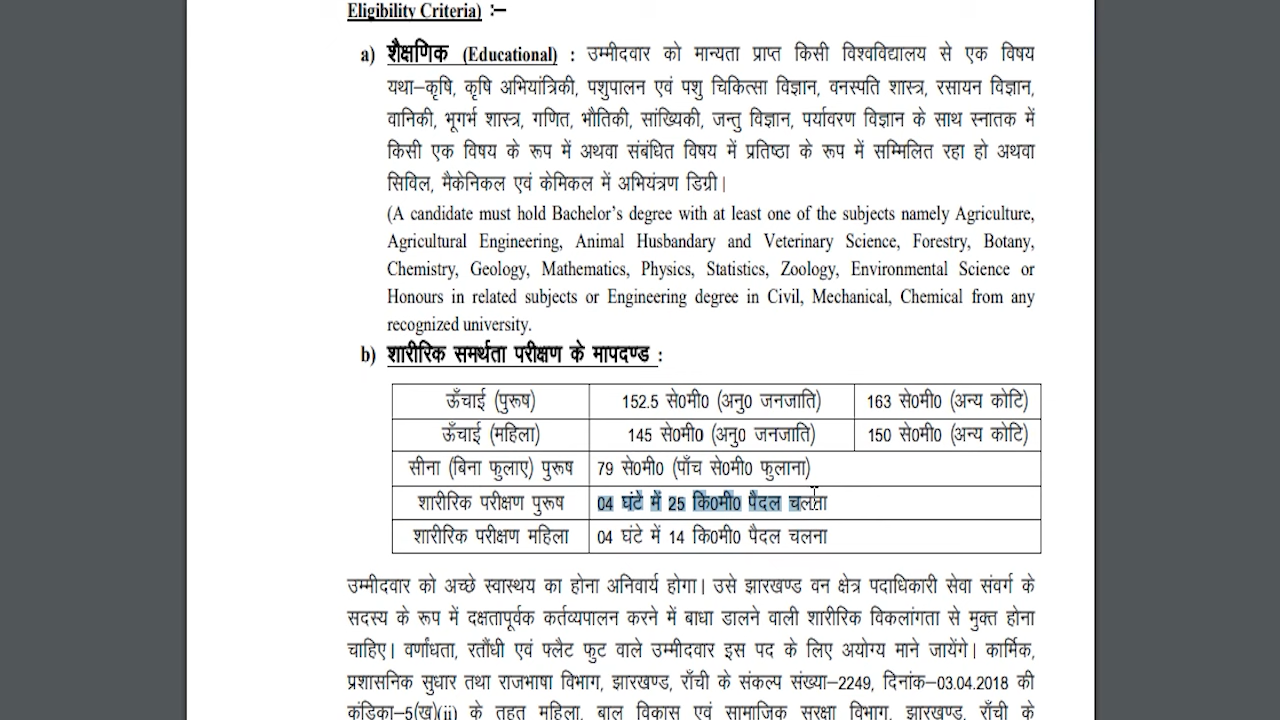 Eligibility Criteria) :–
a) शैक्षणिक (Educational) : उम्मीदवार को मान्यता प्राप्त किसी विश्वविद्यालय से एक विषय
यथा–कृषि, कृषि अभियांत्रिकी, पशुपालन एवं पशु चिकित्सा विज्ञान, वनस्पति शास्त्र, रसायन विज्ञान,
वानिकी, भूगर्भ शास्त्र, गणित, भौतिकी, सांख्यिकी, जन्तु विज्ञान, पर्यावरण विज्ञान के साथ स्नातक में
किसी एक विषय के रूप में अथवा संबंधित विषय में प्रतिष्ठा के रूप में सम्मिलित रहा हो अथवा
सिविल, मैकेनिकल एवं केमिकल में अभियंत्रण डिग्री।
(A candidate must hold Bachelor's degree with at least one of the subjects namely Agriculture,
Agricultural Engineering, Animal Husbandary and Veterinary Science, Forestry, Botany,
Chemistry, Geology, Mathematics, Physics, Statistics, Zoology, Environmental Science or
Honours in related subjects or Engineering degree in Civil, Mechanical, Chemical from any
recognized university.
b) शारीरिक समर्थता परीक्षण के मापदण्ड :
ऊँचाई (पुरूष) 152.5 से0मी0 (अनु0 जनजाति) 163 से0मी0 (अन्य कोटि)
ऊँचाई (महिला) 145 से0मी0 (अनु0 जनजाति) 150 से0मी0 (अन्य कोटि)
सीना (बिना फुलाए) पुरूष 79 से0मी0 (पाँच से0मी0 फुलाना)
शारीरिक परीक्षण पुरूष 04 घंटे में 25 कि0मी0 पैदल चलना
शारीरिक परीक्षण महिला 04 घंटे में 14 कि0मी0 पैदल चलना
उम्मीदवार को अच्छे स्वास्थय का होना अनिवार्य होगा। उसे झारखण्ड वन क्षेत्र पदाधिकारी सेवा संवर्ग के
सदस्य के रूप में दक्षतापूर्वक कर्तव्यपालन करने में बाधा डालने वाली शारीरिक विकलांगता से मुक्त होना
चाहिए। वर्णांधता, रतौंधी एवं फ्लैट फुट वाले उम्मीदवार इस पद के लिए अयोग्य माने जायेंगे। कार्मिक,
प्रशासनिक सुधार तथा राजभाषा विभाग, झारखण्ड, राँची के संकल्प संख्या–2249, दिनांक–03.04.2018 की
कंडिका–5(ख)(ii) के तहत महिला, बाल विकास एवं सामाजिक सुरक्षा विभाग, झारखण्ड, राँची के